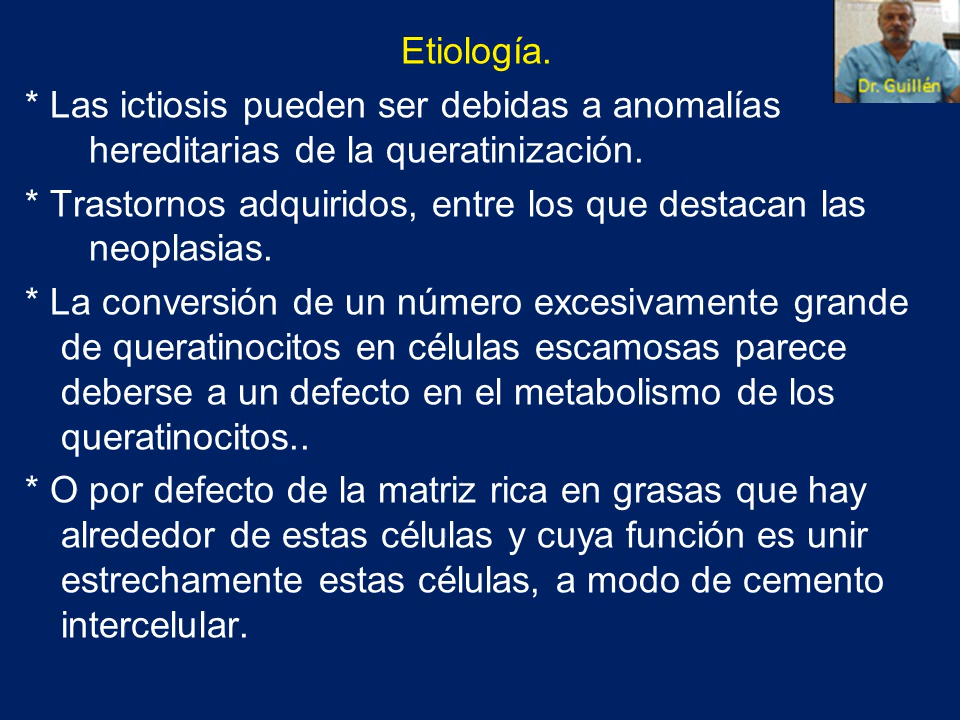 Etiología.
Dr. Guillén
* Las ictiosis pueden ser debidas a anomalías
hereditarias de la queratinización.
* Trastornos adquiridos, entre los que destacan las
neoplasias.
* La conversión de un número excesivamente grande
de queratinocitos en células escamosas parece
deberse a un defecto en el metabolismo de los
queratinocitos..
* O por defecto de la matriz rica en grasas que hay
alrededor de estas células y cuya función es unir
estrechamente estas células, a modo de cemento
intercelular.